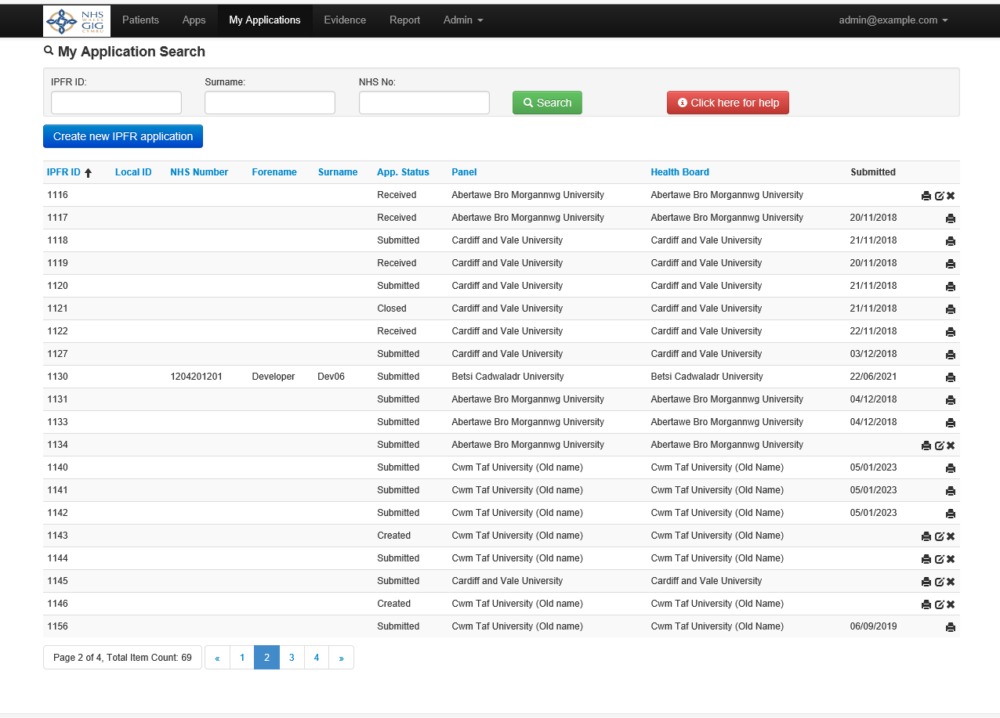 NHS WALES GIG CYMRU Patients Apps My Applications Evidence Report Admin admin@example.com
My Application Search
IPFR ID: Surname: NHS No:
Search Click here for help
Create new IPFR application
IPFR ID Local ID NHS Number Forename Surname App. Status Panel Health Board Submitted
1116 Received Abertawe Bro Morgannwg University Abertawe Bro Morgannwg University
1117 Received Abertawe Bro Morgannwg University Abertawe Bro Morgannwg University 20/11/2018
1118 Submitted Cardiff and Vale University Cardiff and Vale University 21/11/2018
1119 Received Cardiff and Vale University Cardiff and Vale University 20/11/2018
1120 Submitted Cardiff and Vale University Cardiff and Vale University 21/11/2018
1121 Closed Cardiff and Vale University Cardiff and Vale University 21/11/2018
1122 Received Cardiff and Vale University Cardiff and Vale University 22/11/2018
1127 Submitted Cardiff and Vale University Cardiff and Vale University 03/12/2018
1130 1204201201 Developer Dev06 Submitted Betsi Cadwaladr University Betsi Cadwaladr University 22/06/2021
1131 Submitted Abertawe Bro Morgannwg University Abertawe Bro Morgannwg University 04/12/2018
1133 Submitted Abertawe Bro Morgannwg University Abertawe Bro Morgannwg University 04/12/2018
1134 Submitted Abertawe Bro Morgannwg University Abertawe Bro Morgannwg University
1140 Submitted Cwm Taf University (Old name) Cwm Taf University (Old Name) 05/01/2023
1141 Submitted Cwm Taf University (Old name) Cwm Taf University (Old Name) 05/01/2023
1142 Submitted Cwm Taf University (Old name) Cwm Taf University (Old Name) 05/01/2023
1143 Created Cwm Taf University (Old name) Cwm Taf University (Old Name)
1144 Submitted Cwm Taf University (Old name) Cwm Taf University (Old Name)
1145 Submitted Cardiff and Vale University Cardiff and Vale University
1146 Created Cwm Taf University (Old name) Cwm Taf University (Old Name)
1156 Submitted Cwm Taf University (Old name) Cwm Taf University (Old Name) 06/09/2019
Page 2 of 4, Total Item Count: 69 « 1 2 3 4 »